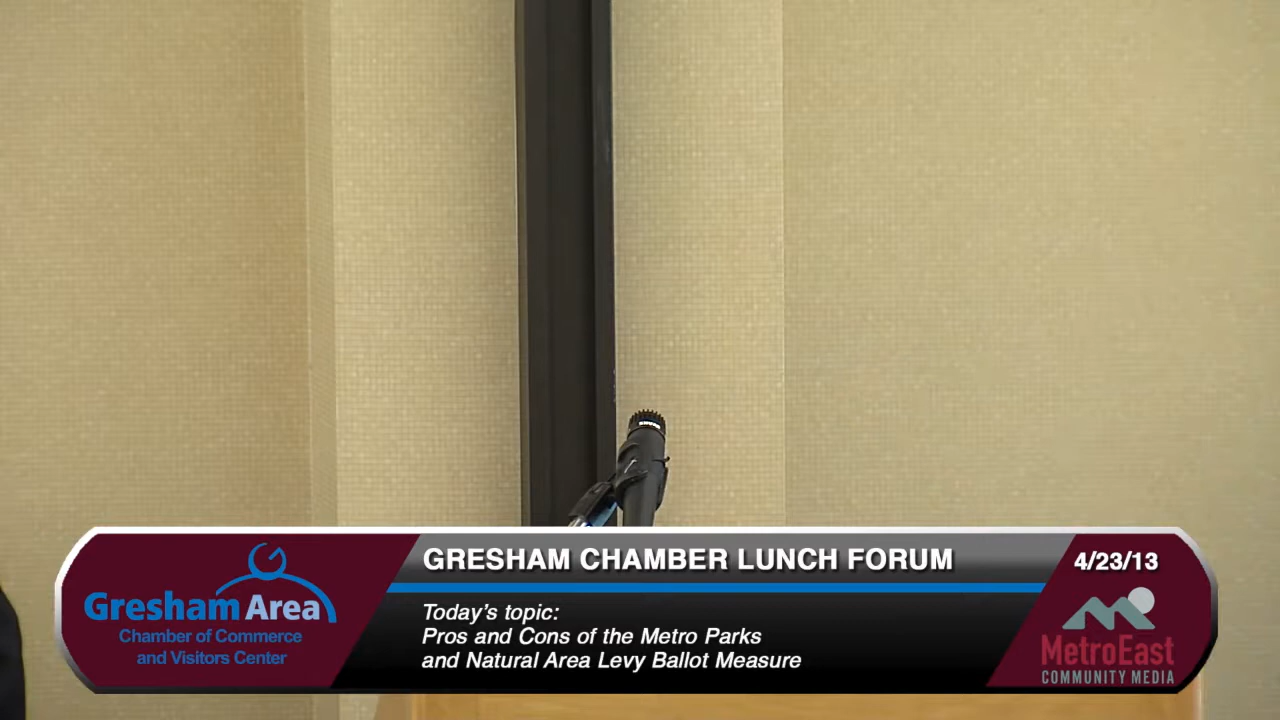 GRESHAM CHAMBER LUNCH FORUM
4/23/13
Gresham Area
Chamber of Commerce
and Visitors Center
Today's topic:
Pros and Cons of the Metro Parks
and Natural Area Levy Ballot Measure
MetroEast
COMMUNITY MEDIA